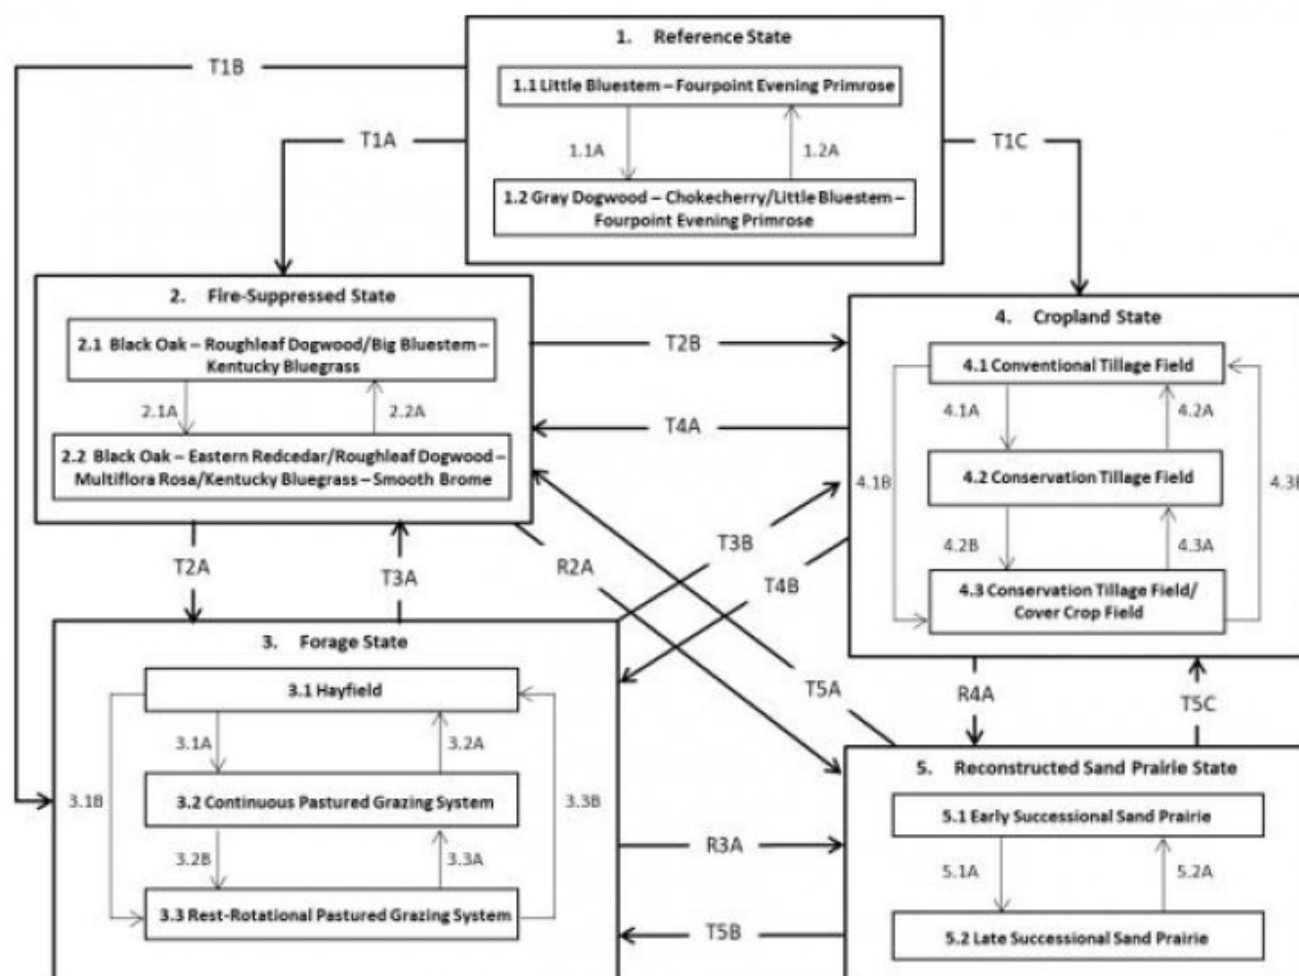 1. Reference State
T1B
1.1 Little Bluestem – Fourpoint Evening Primrose
T1A
1.1A
1.2A
T1C
1.2 Gray Dogwood – Chokecherry/Little Bluestem –
Fourpoint Evening Primrose
2. Fire-Suppressed State
2.1 Black Oak – Roughleaf Dogwood/Big Bluestem –
Kentucky Bluegrass
2.1A
2.2A
2.2 Black Oak – Eastern Redcedar/Roughleaf Dogwood –
Multiflora Rosa/Kentucky Bluegrass – Smooth Brome
T2B
T4A
4. Cropland State
4.1 Conventional Tillage Field
4.1A
4.2A
4.2 Conservation Tillage Field
4.1B
4.3B
4.2B
4.3A
4.3 Conservation Tillage Field/
Cover Crop Field
T2A
T3A
R2A
T3B
T4B
T5A
R4A
T5C
3. Forage State
3.1 Hayfield
3.1A
3.2A
3.2 Continuous Pastured Grazing System
3.1B
3.3B
3.2B
3.3A
3.3 Rest-Rotational Pastured Grazing System
R3A
T5B
5. Reconstructed Sand Prairie State
5.1 Early Successional Sand Prairie
5.1A
5.2A
5.2 Late Successional Sand Prairie